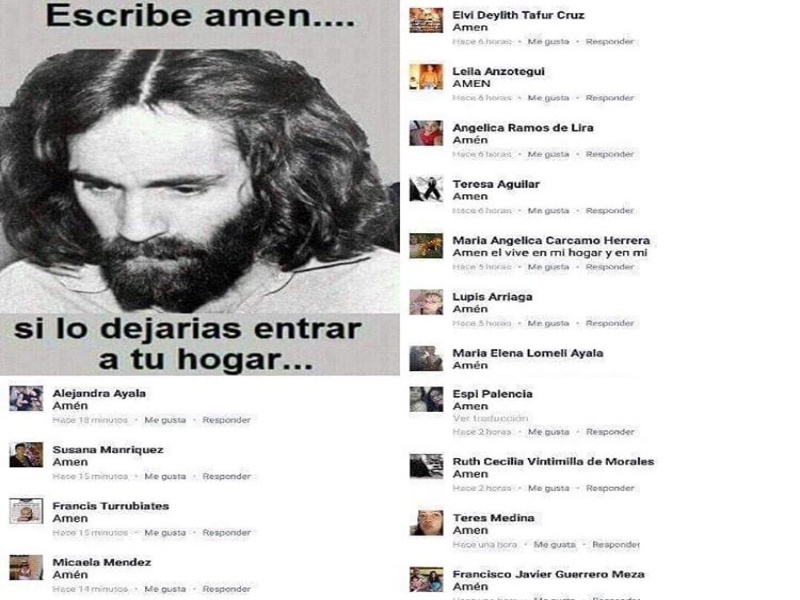 Escribe amen....
si lo dejarias entrar
a tu hogar...
Alejandra Ayala
Amén
Hace 18 minutos · Me gusta · Responder
Susana Manriquez
Amen
Hace 15 minutos · Me gusta · Responder
Francis Turrubiates
Amen
Hace 15 minutos · Me gusta · Responder
Micaela Mendez
Amén
Hace 14 minutos · Me gusta · Responder
Elvi Deylith Tafur Cruz
Amen
Hace 6 horas · Me gusta · Responder
Leila Anzotegui
AMEN
Hace 6 horas · Me gusta · Responder
Angelica Ramos de Lira
Amén
Hace 6 horas · Me gusta · Responder
Teresa Aguilar
Amen
Hace 6 horas · Me gusta · Responder
Maria Angelica Carcamo Herrera
Amen el vive en mi hogar y en mi
Hace 5 horas · Me gusta · Responder
Lupis Arriaga
Amén
Hace 3 horas · Me gusta · Responder
Maria Elena Lomeli Ayala
Amén
Espi Palencia
Amen
Ver traducción
Hace 2 horas · Me gusta · Responder
Ruth Cecilia Vintimilla de Morales
Amen
Hace 2 horas · Me gusta · Responder
Teres Medina
Amen
Hace una hora · Me gusta · Responder
Francisco Javier Guerrero Meza
Amén